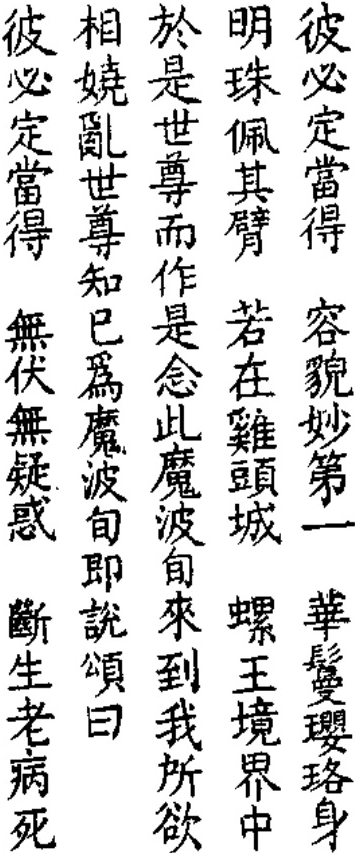 彼必定當得　容貌妙第一　華鬘瓔珞身
明珠佩其臂　若在雞頭城　螺王境界中
於是世尊而作是念此魔波旬來到我所欲
相嬈亂世尊知已為魔波旬即說頌曰
彼必定當得　無伏無疑惑　斷生老病死